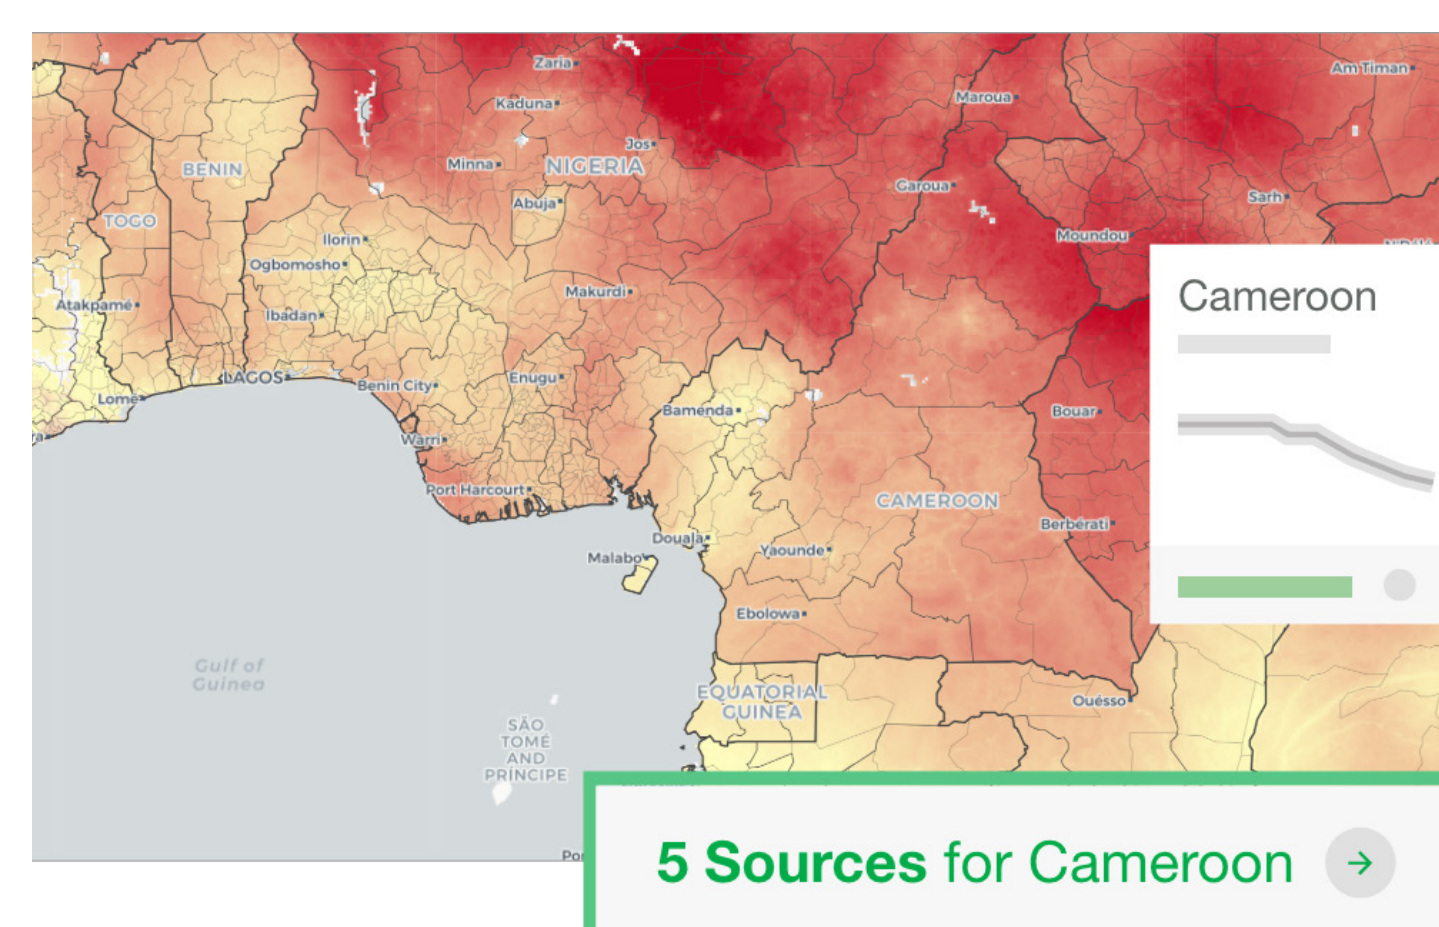 Zaria
Am Timan
Kaduna
Maroua
Jos
Minna
NIGERIA
BENIN
Garoua
Abuja
Sarh
TOGO
Moundou
Ilorin
Ogbomosho
Makurdi
Atakpamé
Ibadan
Cameroon
LAGOS
Benin City
Enugu
Lomé
Bamenda
Bouar
Warri
Port Harcourt
CAMEROON
Berbérati
Douala
Malabo
Yaounde
Ebolowa
Gulf of
Guinea
EQUATORIAL
GUINEA
Ouésso
SÃO
TOMÉ
AND
PRÍNCIPE
5 Sources for Cameroon